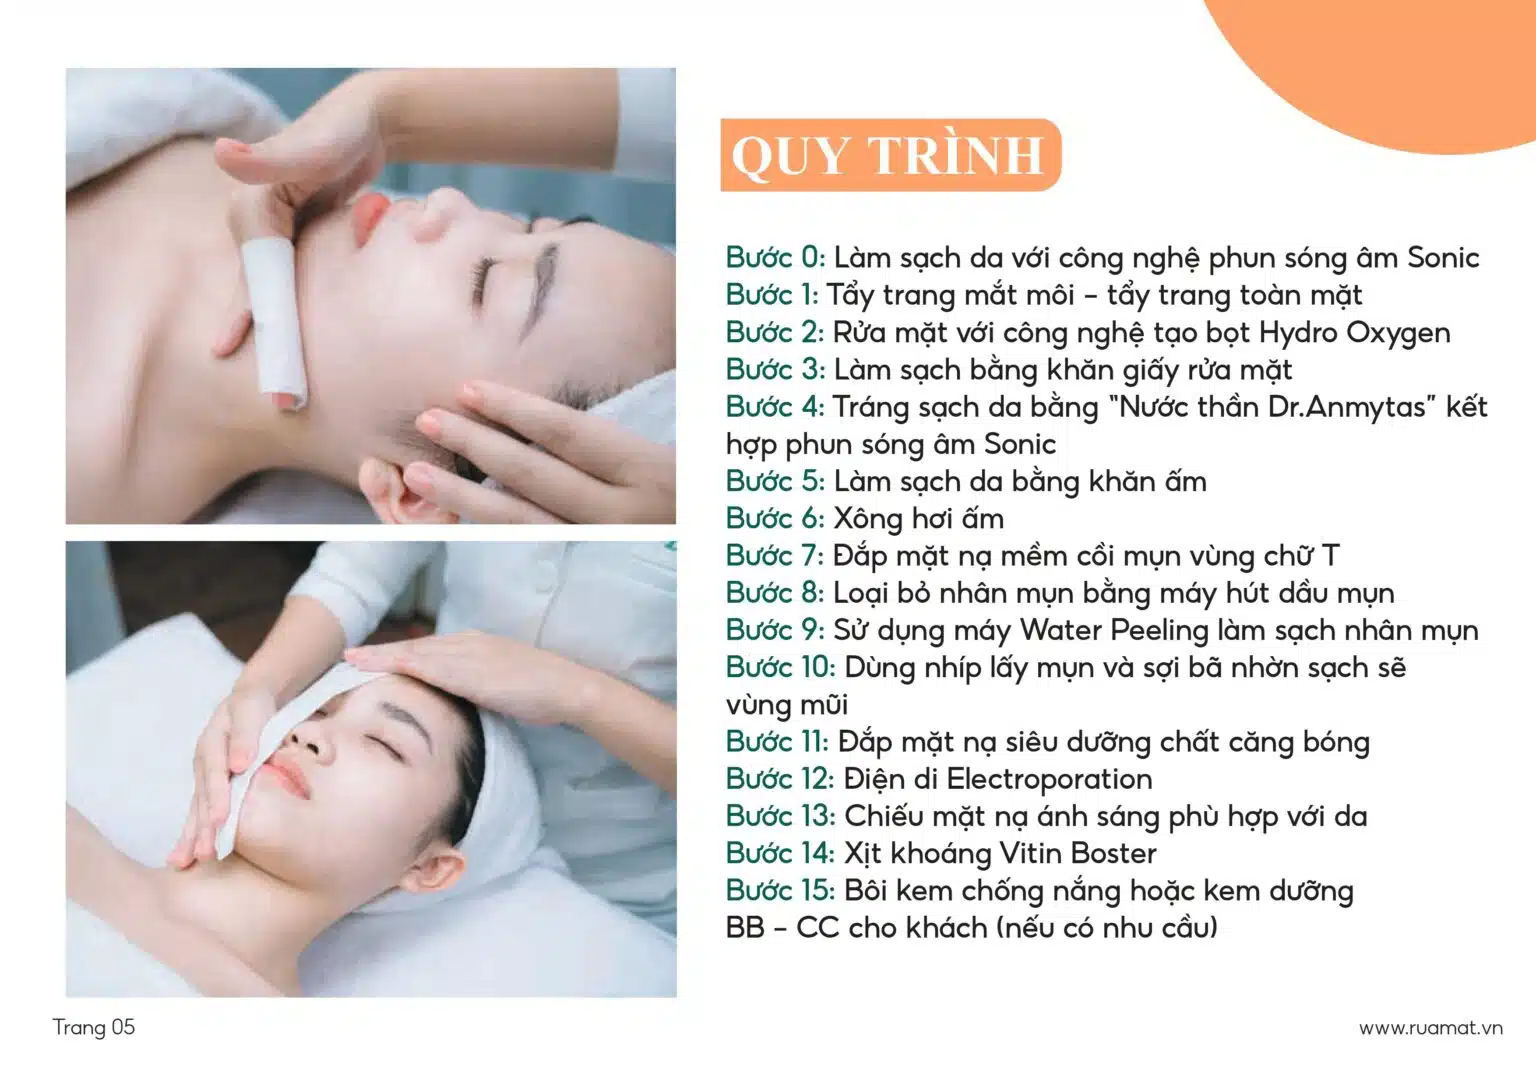 QUY TRÌNH
Bước 0: Làm sạch da với công nghệ phun sóng âm Sonic
Bước 1: Tẩy trang mắt môi – tẩy trang toàn mặt
Bước 2: Rửa mặt với công nghệ tạo bọt Hydro Oxygen
Bước 3: Làm sạch bằng khăn giấy rửa mặt
Bước 4: Tráng sạch da bằng "Nước thần Dr.Anmytas" kết
hợp phun sóng âm Sonic
Bước 5: Làm sạch da bằng khăn ấm
Bước 6: Xông hơi ấm
Bước 7: Đắp mặt nạ mềm cồi mụn vùng chữ T
Bước 8: Loại bỏ nhân mụn bằng máy hút dầu mụn
Bước 9: Sử dụng máy Water Peeling làm sạch nhân mụn
Bước 10: Dùng nhíp lấy mụn và sợi bã nhờn sạch sẽ
vùng mũi
Bước 11: Đắp mặt nạ siêu dưỡng chất căng bóng
Bước 12: Điện di Electroporation
Bước 13: Chiếu mặt nạ ánh sáng phù hợp với da
Bước 14: Xịt khoáng Vitin Boster
Bước 15: Bôi kem chống nắng hoặc kem dưỡng
BB – CC cho khách (nếu có nhu cầu)
Trang 05
www.ruamat.vn